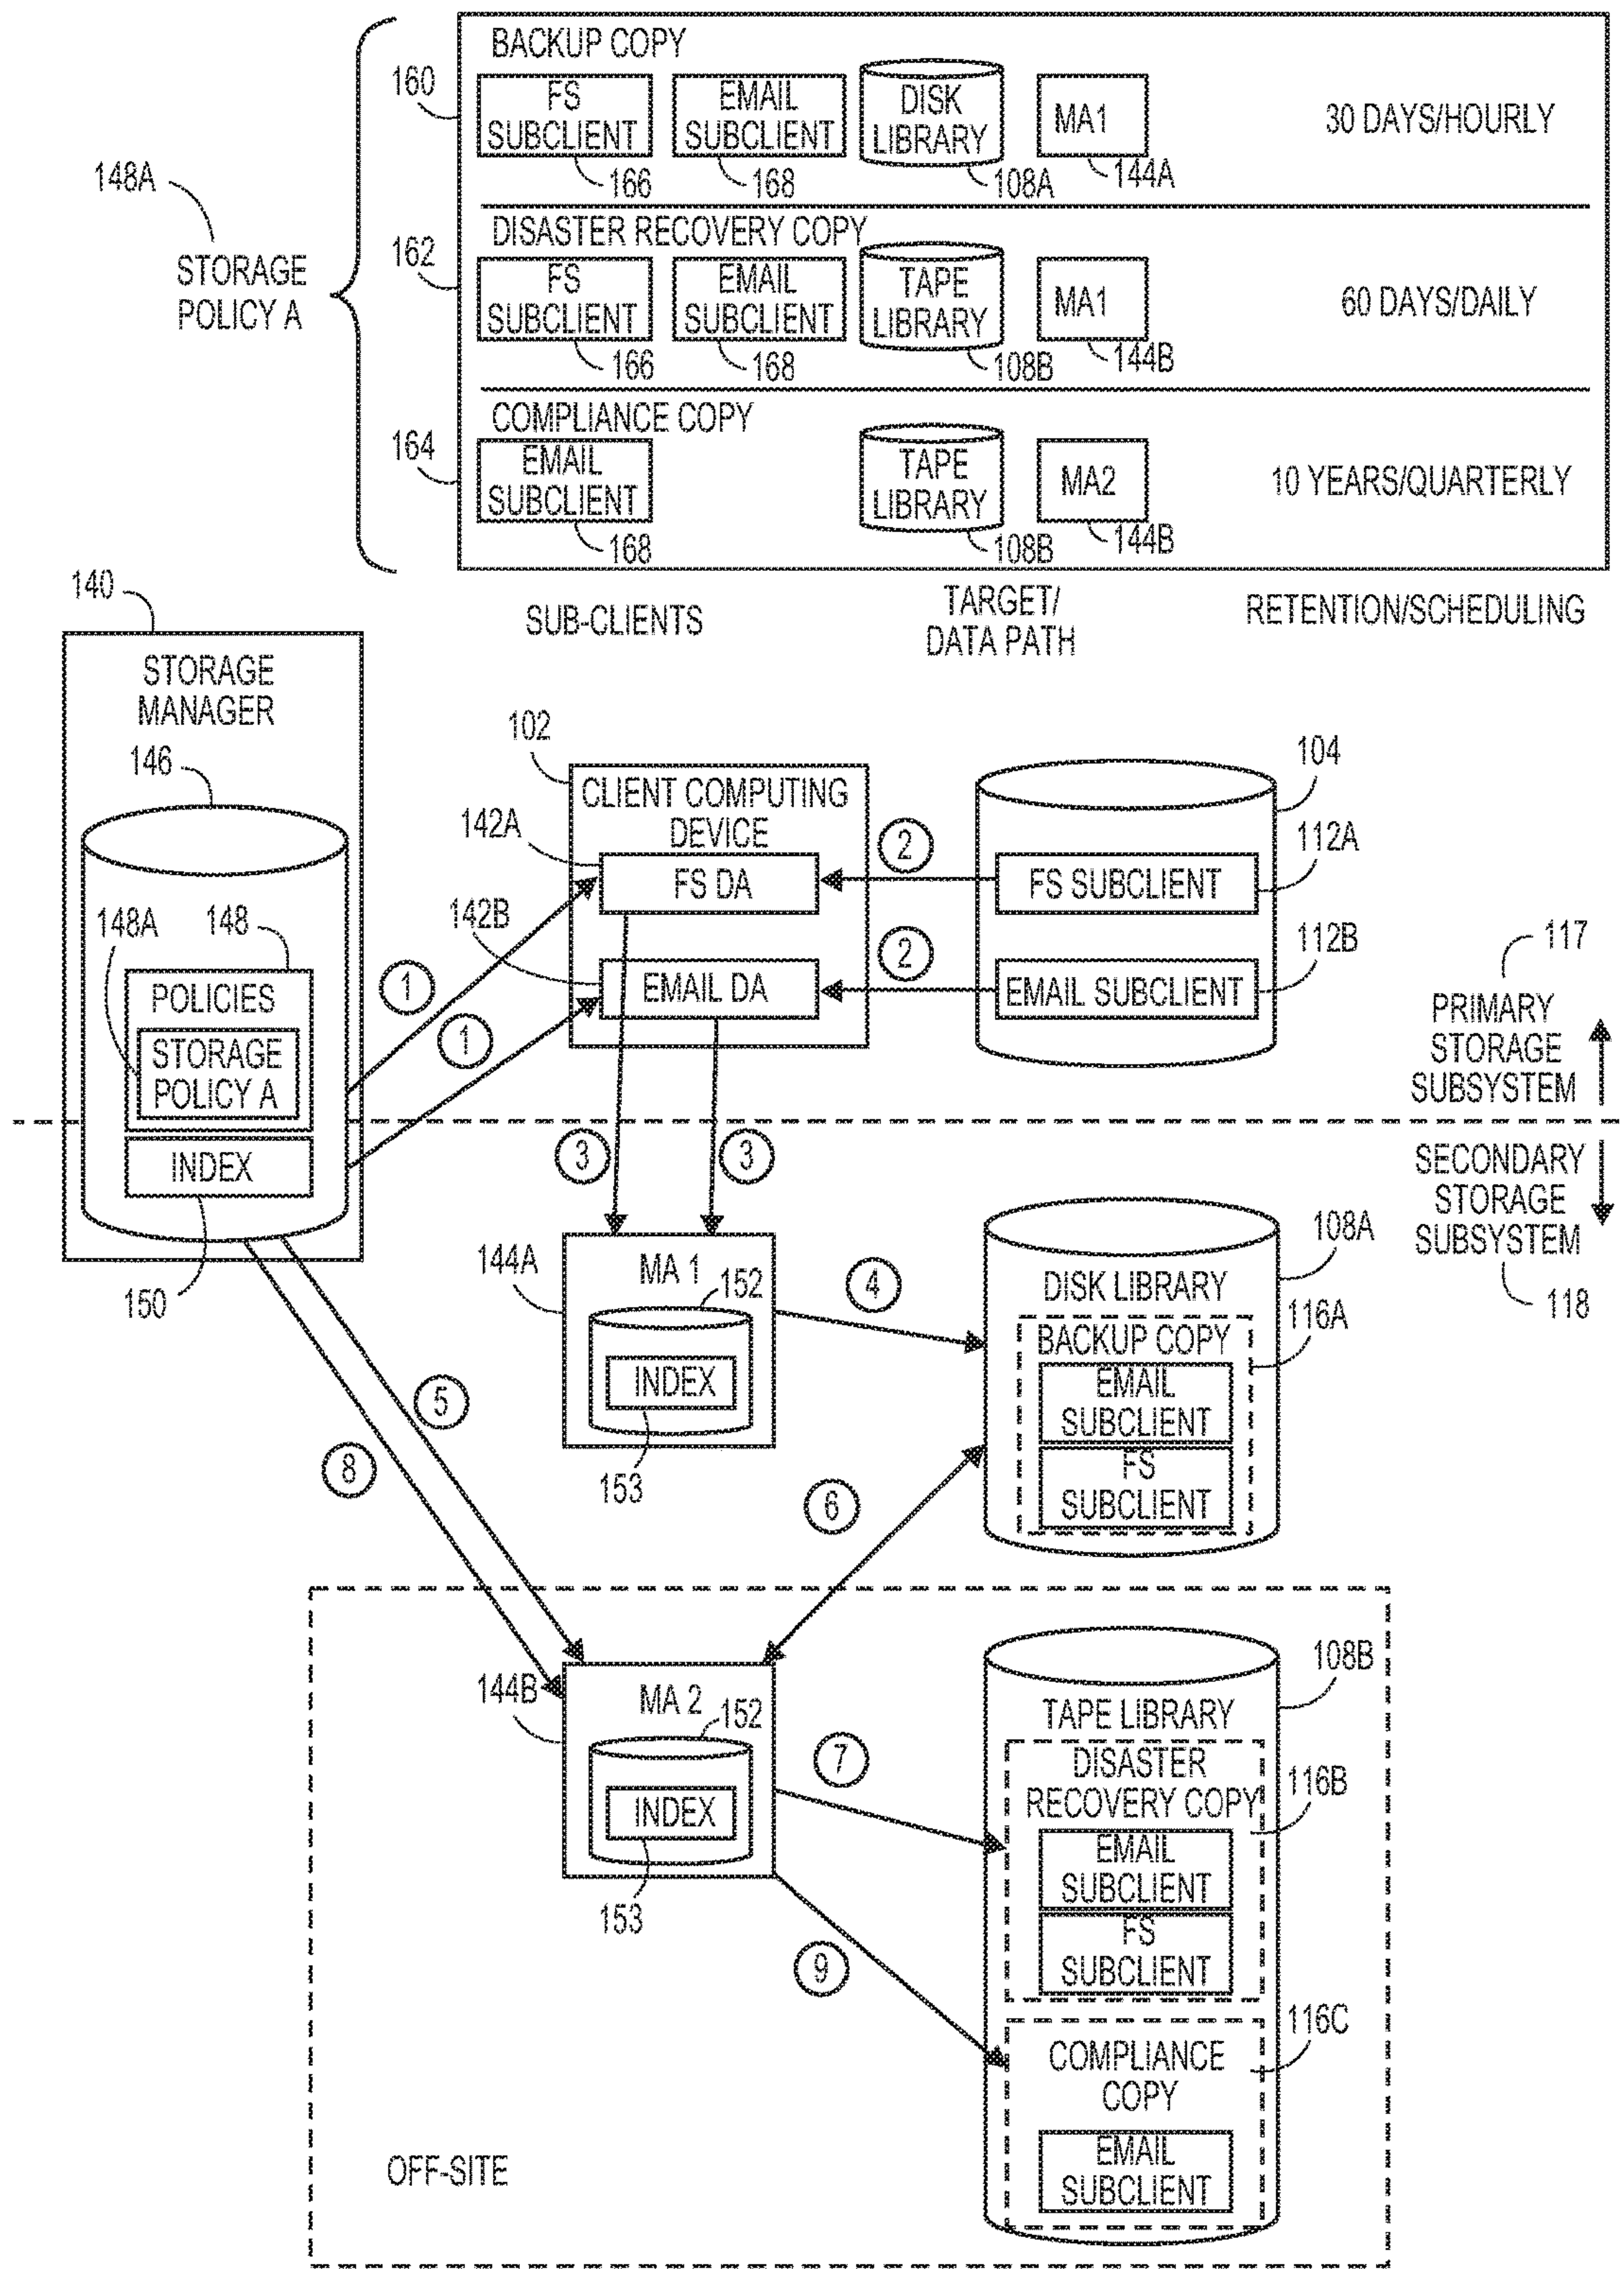 BACKUP COPY
160
FS
SUBCLIENT
166
EMAIL
SUBCLIENT
168
DISK
LIBRARY
108A
MA1
144A
30 DAYS/HOURLY
148A
STORAGE
POLICY A
DISASTER RECOVERY COPY
162
FS
SUBCLIENT
166
EMAIL
SUBCLIENT
168
TAPE
LIBRARY
108B
MA1
144B
60 DAYS/DAILY
COMPLIANCE COPY
164
EMAIL
SUBCLIENT
168
TAPE
LIBRARY
108B
MA2
144B
10 YEARS/QUARTERLY
SUB-CLIENTS
TARGET/
DATA PATH
RETENTION/SCHEDULING
140
STORAGE
MANAGER
146
148A
148
POLICIES
STORAGE
POLICY A
INDEX
150
102
CLIENT COMPUTING
DEVICE
142A
FS DA
142B
EMAIL DA
104
112A
FS SUBCLIENT
112B
EMAIL SUBCLIENT
1
1
2
2
117
PRIMARY
STORAGE
SUBSYSTEM
SECONDARY
STORAGE
SUBSYSTEM
118
3
3
144A
MA 1
152
INDEX
153
4
108A
DISK LIBRARY
116A
BACKUP COPY
EMAIL
SUBCLIENT
FS
SUBCLIENT
5
8
6
144B
MA 2
152
INDEX
153
7
9
108B
TAPE LIBRARY
DISASTER
RECOVERY COPY
116B
EMAIL
SUBCLIENT
FS
SUBCLIENT
116C
COMPLIANCE
COPY
EMAIL
SUBCLIENT
OFF-SITE